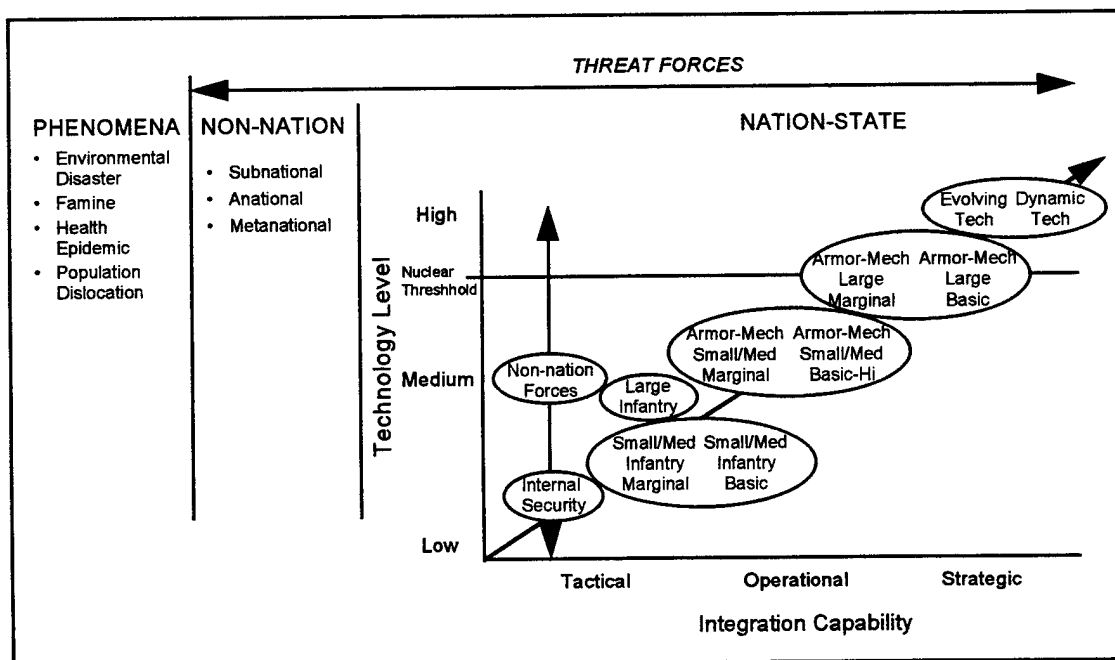 THREAT FORCES
PHENOMENA
• Environmental
Disaster
• Famine
• Health
Epidemic
• Population
Dislocation
NON-NATION
• Subnational
• Anational
• Metanational
NATION-STATE
Technology Level
High
Nuclear
Threshhold
Medium
Low
Evolving Dynamic
Tech Tech
Armor-Mech Armor-Mech
Large Large
Marginal Basic
Armor-Mech Armor-Mech
Small/Med Small/Med
Marginal Basic-Hi
Non-nation
Forces
Large
Infantry
Small/Med Small/Med
Infantry Infantry
Marginal Basic
Internal
Security
Tactical Operational Strategic
Integration Capability